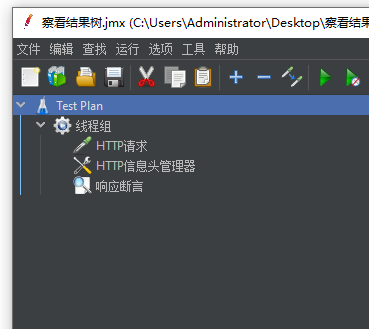 察看结果树.jmx (C:\Users\Administrator\Desktop\察看结果
文件 编辑 查找 运行 选项 工具 帮助
Test Plan
线程组
HTTP请求
HTTP信息头管理器
响应断言